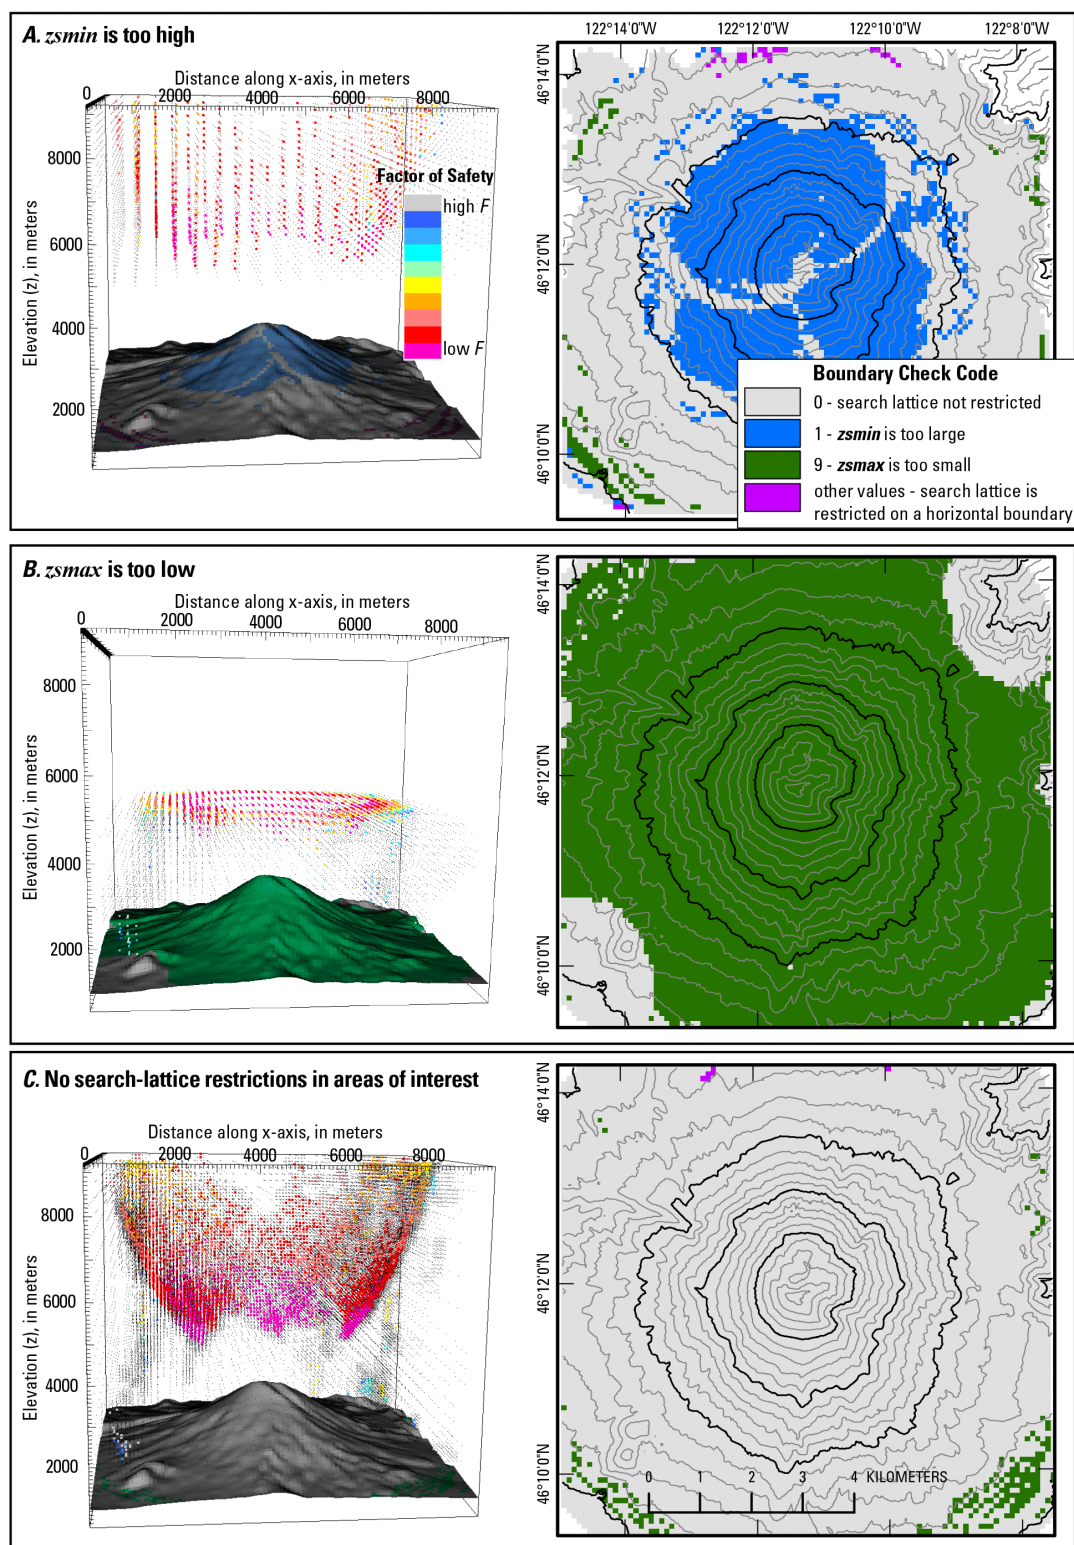 A. zsmin is too high
Distance along x-axis, in meters
0 2000 4000 6000 8000
8000
6000
4000
2000
Elevation (z), in meters
Factor of Safety
high F
low F
122°14'0"W 122°12'0"W 122°10'0"W 122°8'0"W
46°14'0"N
46°12'0"N
46°10'0"N
Boundary Check Code
0 - search lattice not restricted
1 - zsmin is too large
9 - zsmax is too small
other values - search lattice is
restricted on a horizontal boundary
B. zsmax is too low
Distance along x-axis, in meters
0 2000 4000 6000 8000
8000
6000
4000
2000
Elevation (z), in meters
46°14'0"N
46°12'0"N
46°10'0"N
C. No search-lattice restrictions in areas of interest
Distance along x-axis, in meters
0 2000 4000 6000 8000
8000
6000
4000
2000
Elevation (z), in meters
46°14'0"N
46°12'0"N
46°10'0"N
0 1 2 3 4 KILOMETERS